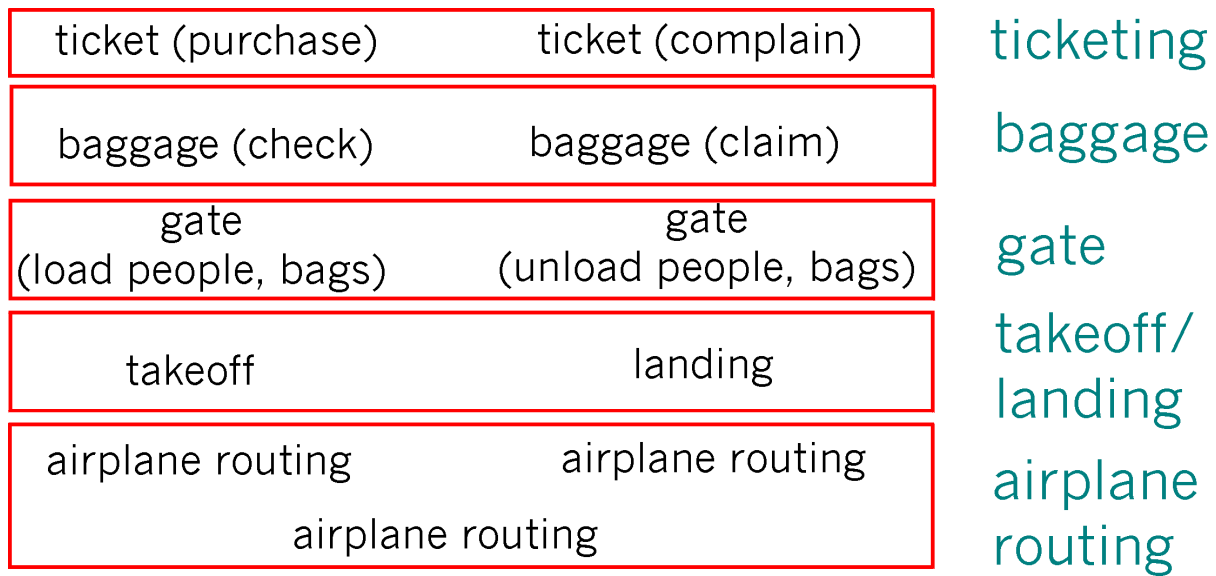 ticket (purchase) ticket (complain) ticketing
baggage (check) baggage (claim) baggage
gate gate gate
(load people, bags) (unload people, bags)
takeoff landing takeoff/
landing
airplane routing airplane routing airplane
routing
airplane routing